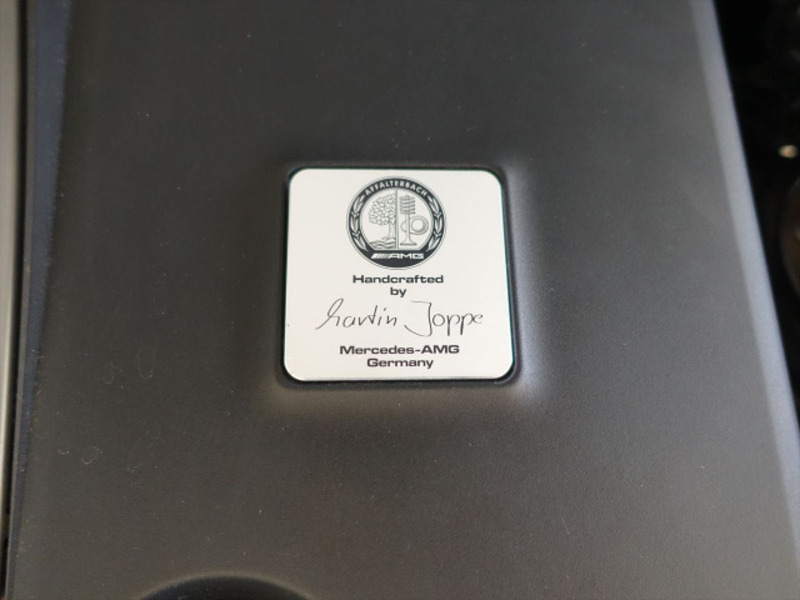 AFFALTERBACH
AMG
Handcrafted
by
Martin Joppe
Mercedes-AMG
Germany